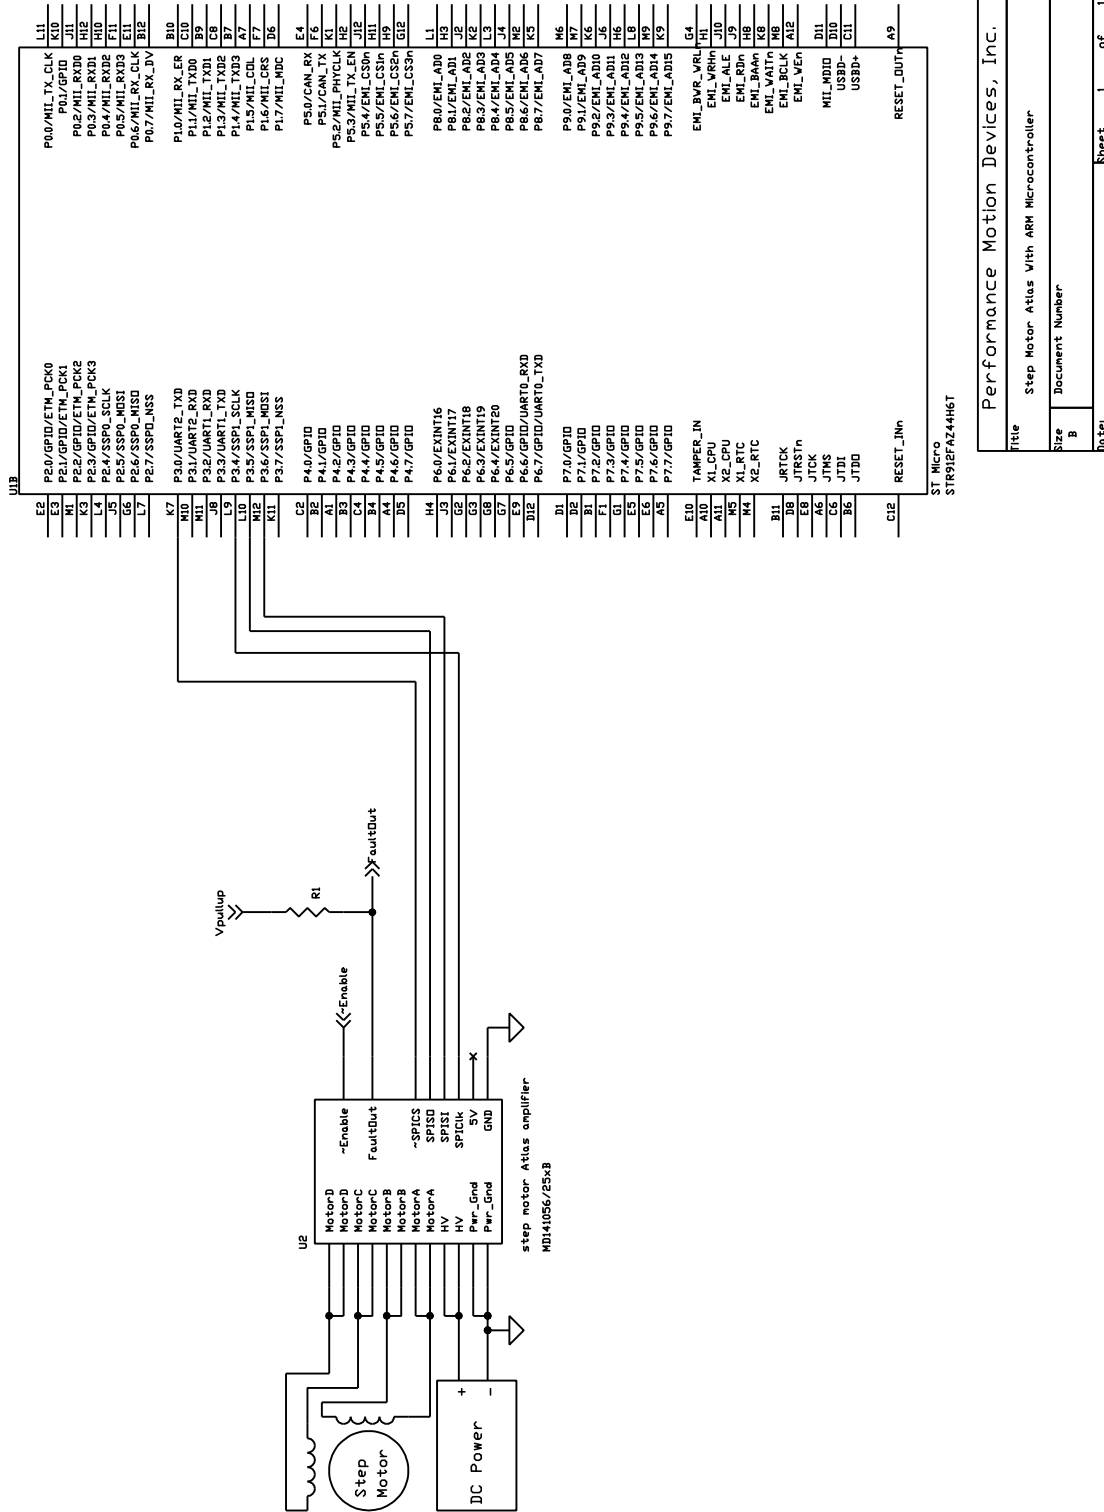 U1B
E2 P2.0/GPIO/ETM_PCK0 P0.0/MII_TX_CLK L11
E3 P2.1/GPIO/ETM_PCK1 P0.1/GPIO K10
M1 P2.2/GPIO/ETM_PCK2 P0.2/MII_RXD0 J11
K3 P2.3/GPIO/ETM_PCK3 P0.3/MII_RXD1 H12
L4 P2.4/SSP0_SCLK P0.4/MII_RXD2 H10
J5 P2.5/SSP0_MOSI P0.5/MII_RXD3 F11
G6 P2.6/SSP0_MISO P0.6/MII_RX_CLK E11
L7 P2.7/SSP0_NSS P0.7/MII_RX_DV B12
K7 P3.0/UART2_TXD P1.0/MII_RX_ER B10
M10 P3.1/UART2_RXD P1.1/MII_TXD0 C10
M11 P3.2/UART1_RXD P1.2/MII_TXD1 B9
J8 P3.3/UART1_TXD P1.3/MII_TXD2 C8
L9 P3.4/SSP1_SCLK P1.4/MII_TXD3 B7
L10 P3.5/SSP1_MISO P1.5/MII_COL A7
M12 P3.6/SSP1_MOSI P1.6/MII_CRS F7
K11 P3.7/SSP1_NSS P1.7/MII_MDC D6
C2 P4.0/GPIO P5.0/CAN_RX E4
B2 P4.1/GPIO P5.1/CAN_TX F6
A1 P4.2/GPIO P5.2/MII_PHYCLK K1
B3 P4.3/GPIO P5.3/MII_TX_EN H2
C4 P4.4/GPIO P5.4/EMI_CS0n J12
B4 P4.5/GPIO P5.5/EMI_CS1n H11
A4 P4.6/GPIO P5.6/EMI_CS2n H9
D5 P4.7/GPIO P5.7/EMI_CS3n G12
H4 P6.0/EXINT16 P8.0/EMI_AD0 L1
J3 P6.1/EXINT17 P8.1/EMI_AD1 H3
G2 P6.2/EXINT18 P8.2/EMI_AD2 J2
G3 P6.3/EXINT19 P8.3/EMI_AD3 K2
G8 P6.4/EXINT20 P8.4/EMI_AD4 L3
G7 P6.5/GPIO P8.5/EMI_AD5 J4
E9 P6.6/GPIO/UART0_RXD P8.6/EMI_AD6 M2
D12 P6.7/GPIO/UART0_TXD P8.7/EMI_AD7 K5
D1 P7.0/GPIO P9.0/EMI_AD8 M6
D2 P7.1/GPIO P9.1/EMI_AD9 M7
B1 P7.2/GPIO P9.2/EMI_AD10 K6
F1 P7.3/GPIO P9.3/EMI_AD11 J6
G1 P7.4/GPIO P9.4/EMI_AD12 H6
E5 P7.5/GPIO P9.5/EMI_AD13 L8
E6 P7.6/GPIO P9.6/EMI_AD14 M9
A5 P7.7/GPIO P9.7/EMI_AD15 K9
E10 TAMPER_IN EMI_BWR_WRLn G4
A10 X1_CPU EMI_WRHn H1
A11 X2_CPU EMI_ALE J10
M5 X1_RTC EMI_RDn J9
M4 X2_RTC EMI_BAAn H8
EMI_WAITn K8
B11 JRTCK EMI_BCLK M8
D8 JTRSTn EMI_WEn A12
E8 JTCK
A6 JTMS MII_MDIO D11
C6 JTDI USBD- D10
B6 JTDO USBD+ C11
C12 RESET_INn RESET_OUTn A9
ST Micro
STR912FAZ44H6T
Vpullup
R1
~Enable
FaultOut
U2
MotorD ~Enable
MotorD
MotorC
MotorC FaultOut
MotorB
MotorB
MotorA ~SPICS
MotorA SPISO
HV SPISI
HV SPIClk
Pwr_Gnd 5V
Pwr_Gnd GND
step motor Atlas amplifier
MD141056/25xB
Step
Motor
DC Power
+
-
Performance Motion Devices, Inc.
Title
Step Motor Atlas With ARM Microcontroller
Size Document Number
B
Date: Sheet 1 of 1